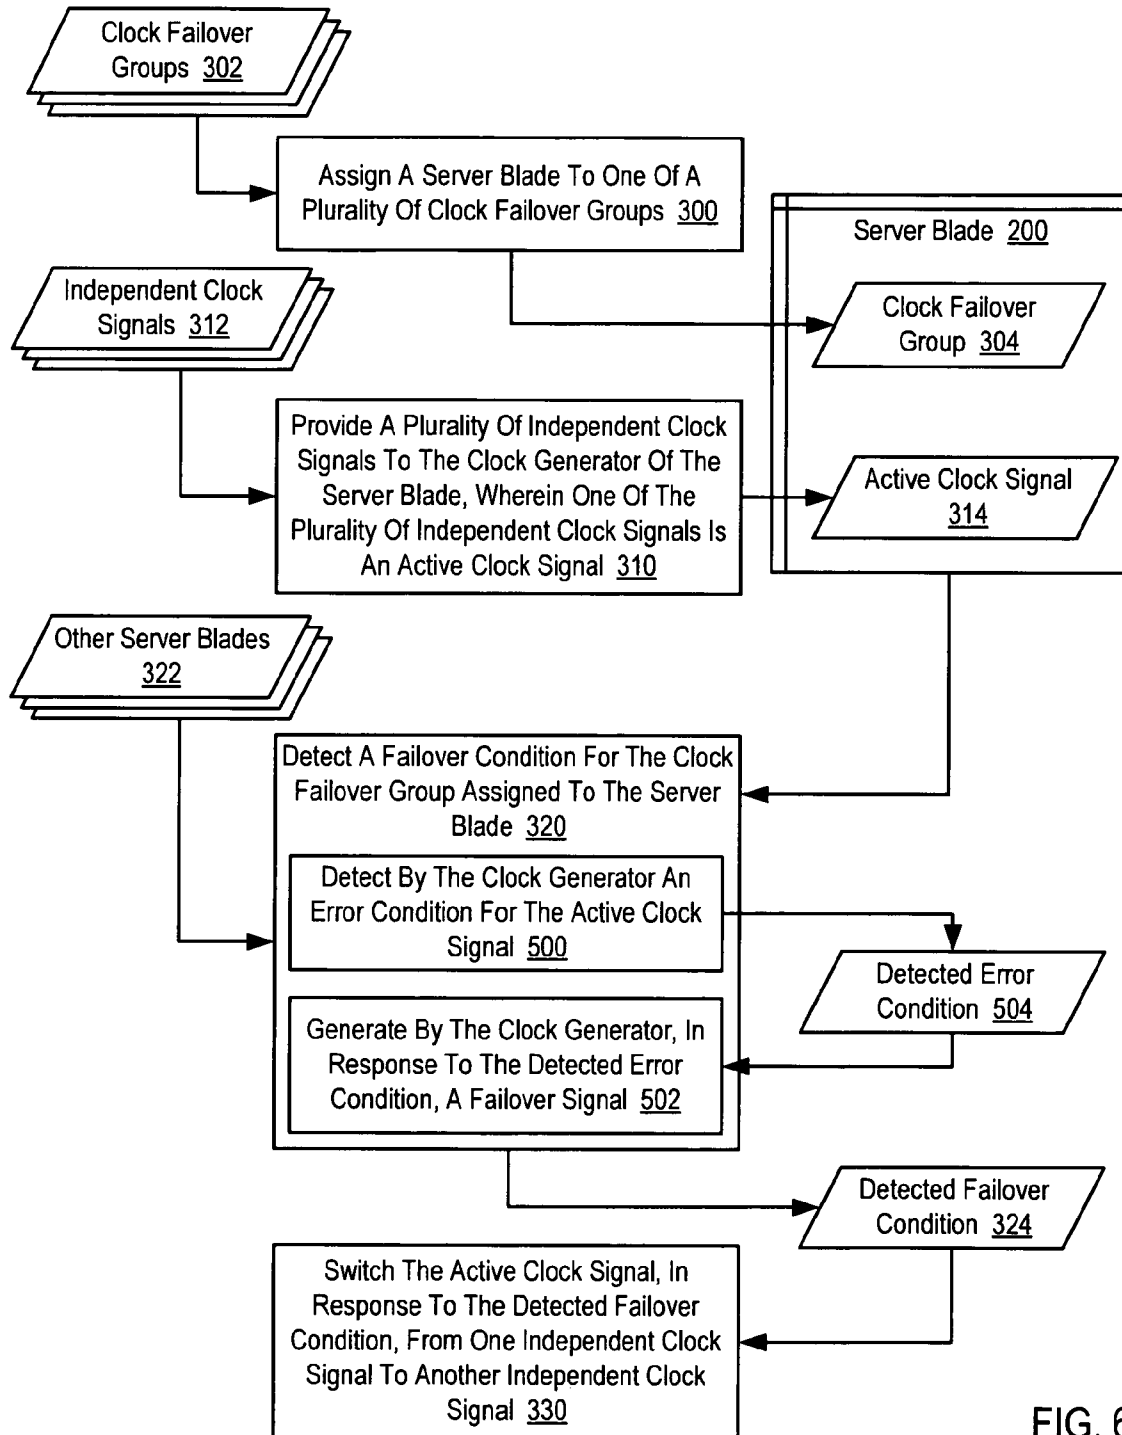 Clock Failover
Groups 302
Assign A Server Blade To One Of A
Plurality Of Clock Failover Groups 300
Server Blade 200
Clock Failover
Group 304
Independent Clock
Signals 312
Provide A Plurality Of Independent Clock
Signals To The Clock Generator Of The
Server Blade, Wherein One Of The
Plurality Of Independent Clock Signals Is
An Active Clock Signal 310
Active Clock Signal
314
Other Server Blades
322
Detect A Failover Condition For The Clock
Failover Group Assigned To The Server
Blade 320
Detect By The Clock Generator An
Error Condition For The Active Clock
Signal 500
Detected Error
Condition 504
Generate By The Clock Generator, In
Response To The Detected Error
Condition, A Failover Signal 502
Detected Failover
Condition 324
Switch The Active Clock Signal, In
Response To The Detected Failover
Condition, From One Independent Clock
Signal To Another Independent Clock
Signal 330
FIG. 6